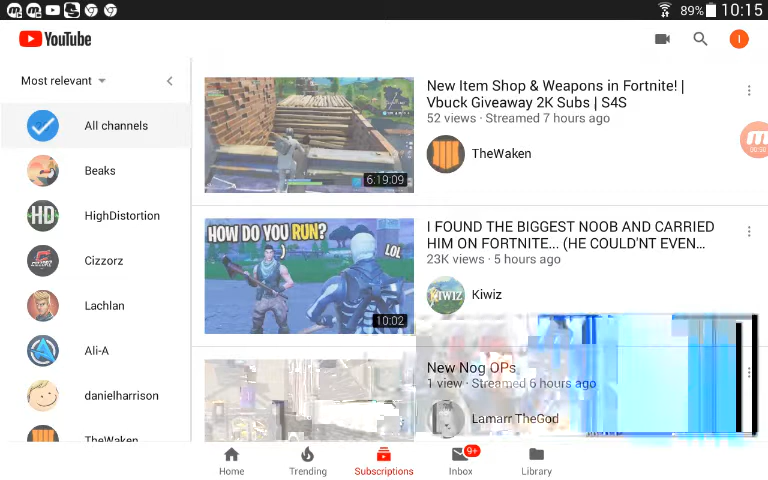 89% 10:15
YouTube
I
Most relevant
All channels
Beaks
HD HighDistortion
Cizzorz
Lachlan
Ali-A
danielharrison
TheWaken
6:19:09
New Item Shop & Weapons in Fortnite! |
Vbuck Giveaway 2K Subs | S4S
52 views · Streamed 7 hours ago
TheWaken
00:50
HOW DO YOU RUN?
LOL
10:02
I FOUND THE BIGGEST NOOB AND CARRIED
HIM ON FORTNITE... (HE COULD'NT EVEN...
23K views · 5 hours ago
KIWIZ
Kiwiz
New Nog OPs
1 view · Streamed 6 hours ago
Lamarr TheGod
Home
Trending
Subscriptions
9+
Inbox
Library